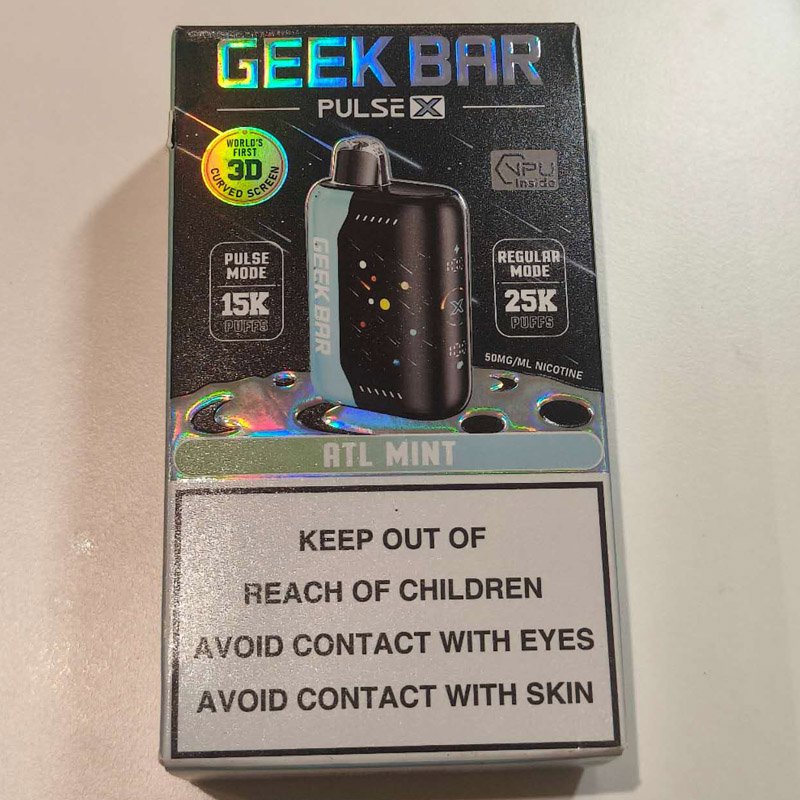 GEEK BAR
PULSE X
WORLD'S
FIRST
3D
CURVED SCREEN
VPU
inside
PULSE
MODE
15K
PUFFS
GEEK BAR
X
REGULAR
MODE
25K
PUFFS
50MG/ML NICOTINE
ATL MINT
KEEP OUT OF
REACH OF CHILDREN
AVOID CONTACT WITH EYES
AVOID CONTACT WITH SKIN